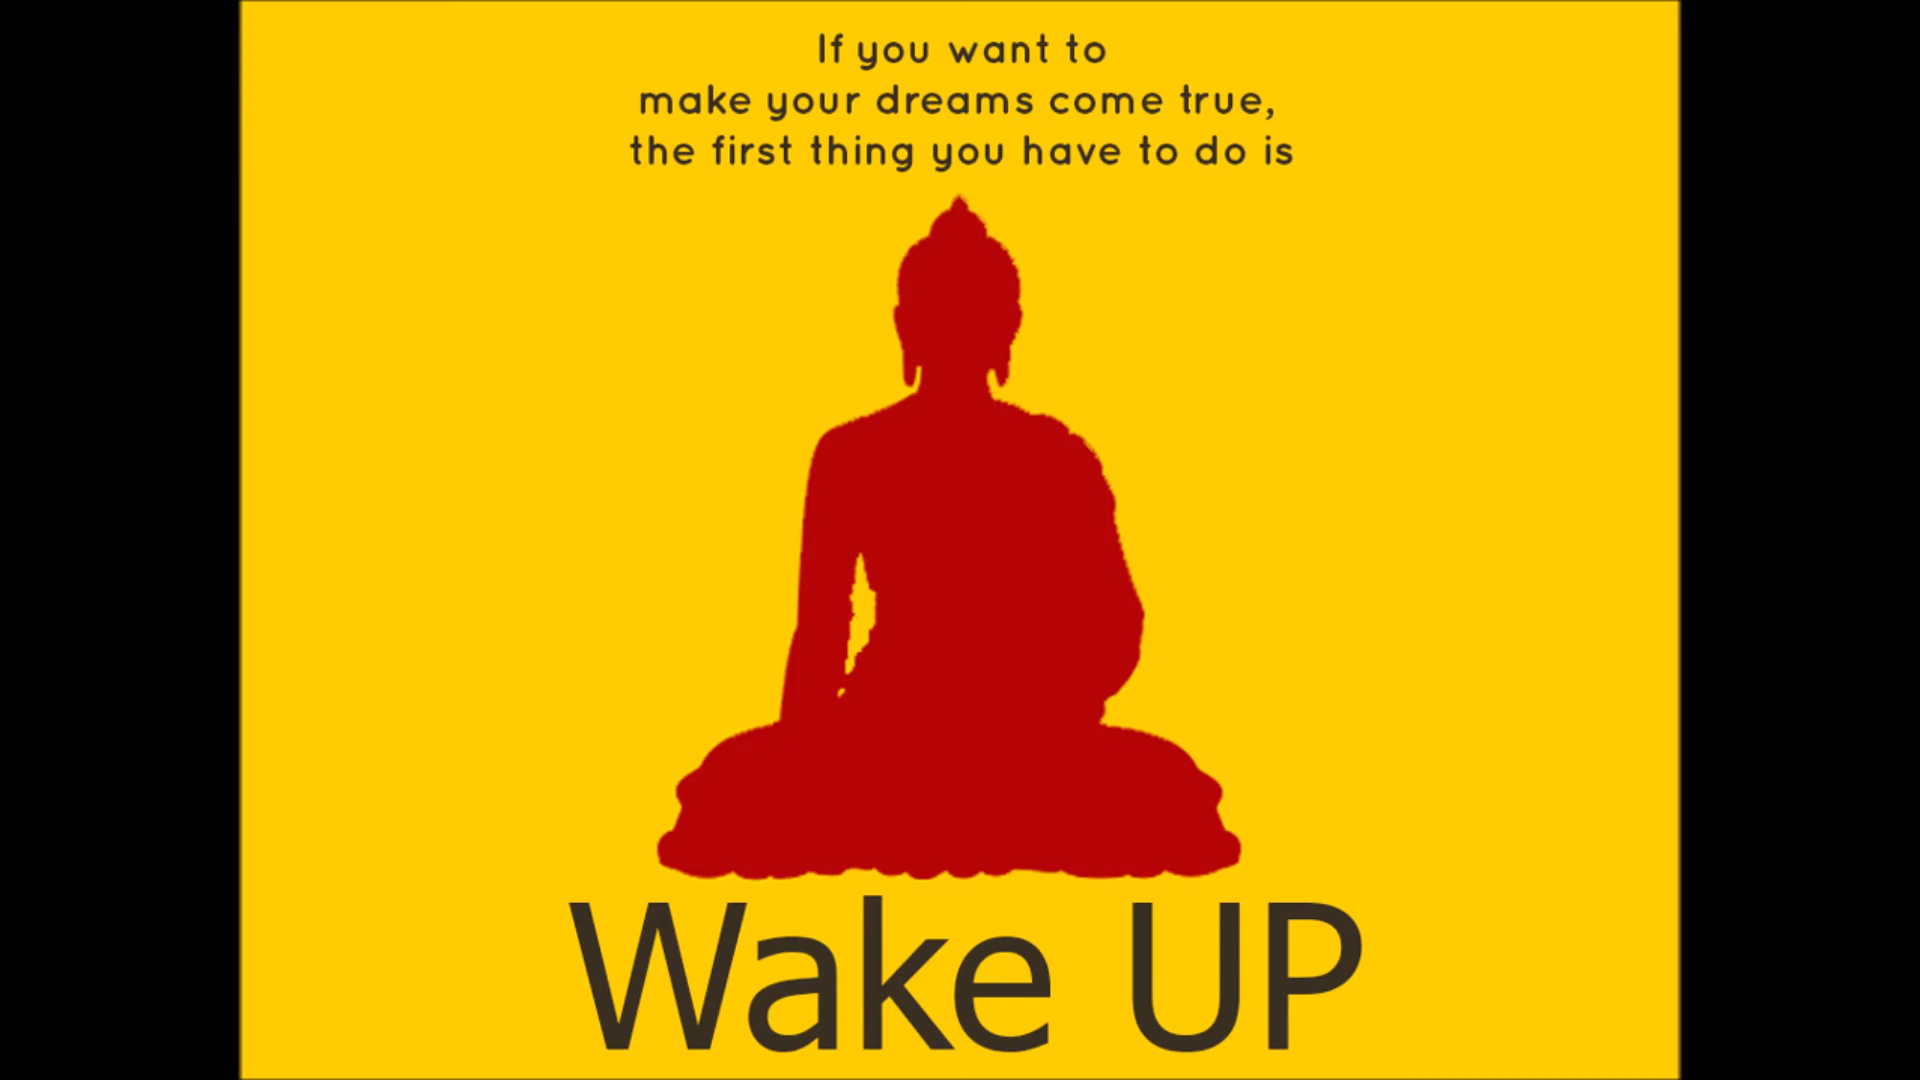 If you want to
make your dreams come true,
the first thing you have to do is
Wake UP